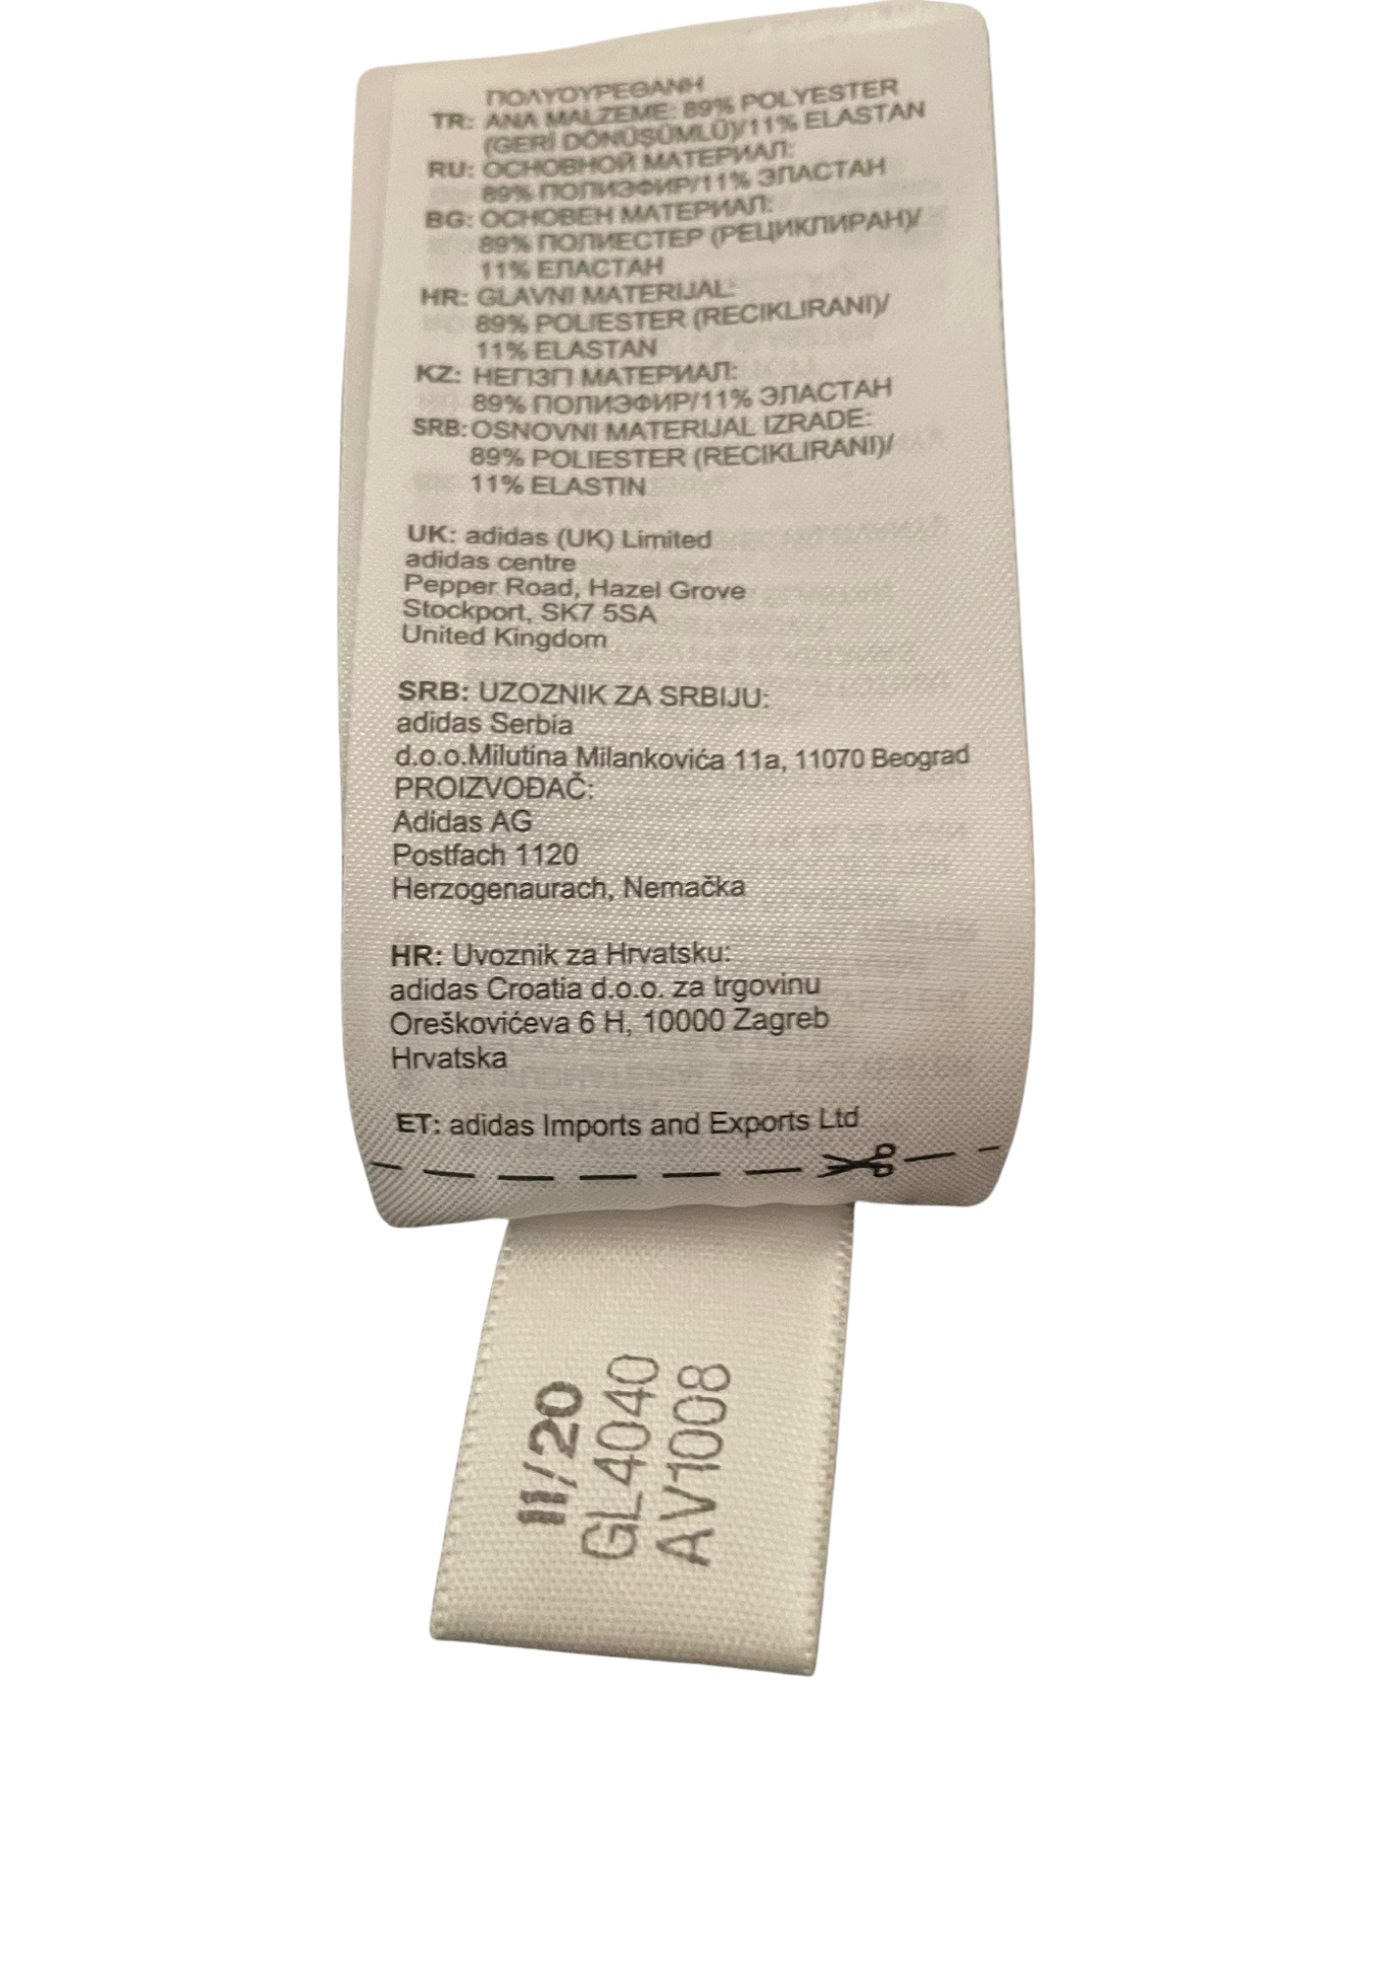 ΠΟΛΥΟΥΡΕΘΑΝΗ
TR: ANA MALZEME: 89% POLYESTER
(GERİ DÖNÜŞÜMLÜ)/11% ELASTAN
RU: ОСНОВНОЙ МАТЕРИАЛ:
89% ПОЛИЭФИР/11% ЭЛАСТАН
BG: ОСНОВЕН МАТЕРИАЛ:
89% ПОЛИЕСТЕР (РЕЦИКЛИРАН)/
11% ЕЛАСТАН
HR: GLAVNI MATERIJAL:
89% POLIESTER (RECIKLIRANI)/
11% ELASTAN
KZ: НЕГІЗГІ МАТЕРИАЛ:
89% ПОЛИЭФИР/11% ЭЛАСТАН
SRB: OSNOVNI MATERIJAL IZRADE:
89% POLIESTER (RECIKLIRANI)/
11% ELASTIN
UK: adidas (UK) Limited
adidas centre
Pepper Road, Hazel Grove
Stockport, SK7 5SA
United Kingdom
SRB: UZOZNIK ZA SRBIJU:
adidas Serbia
d.o.o.Milutina Milankovića 11a, 11070 Beograd
PROIZVOĐAČ:
Adidas AG
Postfach 1120
Herzogenaurach, Nemačka
HR: Uvoznik za Hrvatsku:
adidas Croatia d.o.o. za trgovinu
Oreškovićeva 6 H, 10000 Zagreb
Hrvatska
ET: adidas Imports and Exports Ltd
11/20
GL4040
AV1008